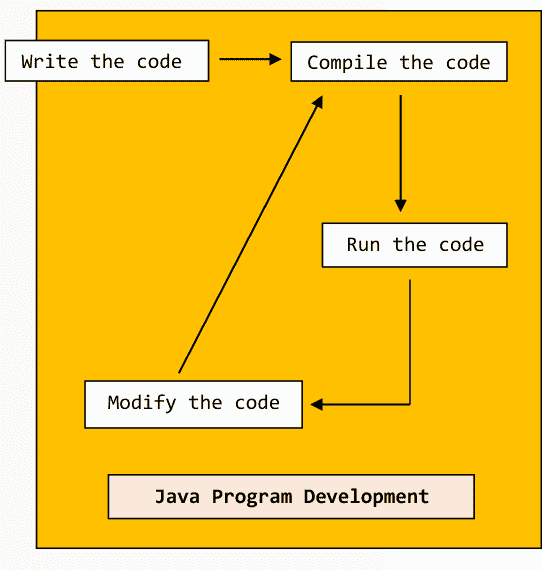 Write the code
Compile the code
Run the code
Modify the code
Java Program Development